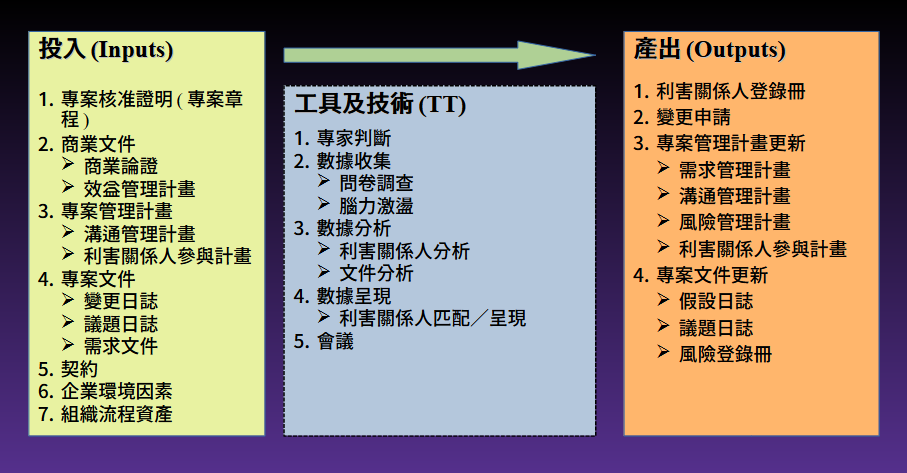 投入 (Inputs)
1. 專案核准證明 ( 專案章
程 )
2. 商業文件
➢ 商業論證
➢ 效益管理計畫
3. 專案管理計畫
➢ 溝通管理計畫
➢ 利害關係人參與計畫
4. 專案文件
➢ 變更日誌
➢ 議題日誌
➢ 需求文件
5. 契約
6. 企業環境因素
7. 組織流程資產
工具及技術 (TT)
1. 專家判斷
2. 數據收集
➢ 問卷調查
➢ 腦力激盪
3. 數據分析
➢ 利害關係人分析
➢ 文件分析
4. 數據呈現
➢ 利害關係人匹配／呈現
5. 會議
產出 (Outputs)
1. 利害關係人登錄冊
2. 變更申請
3. 專案管理計畫更新
➢ 需求管理計畫
➢ 溝通管理計畫
➢ 風險管理計畫
➢ 利害關係人參與計畫
4. 專案文件更新
➢ 假設日誌
➢ 議題日誌
➢ 風險登錄冊